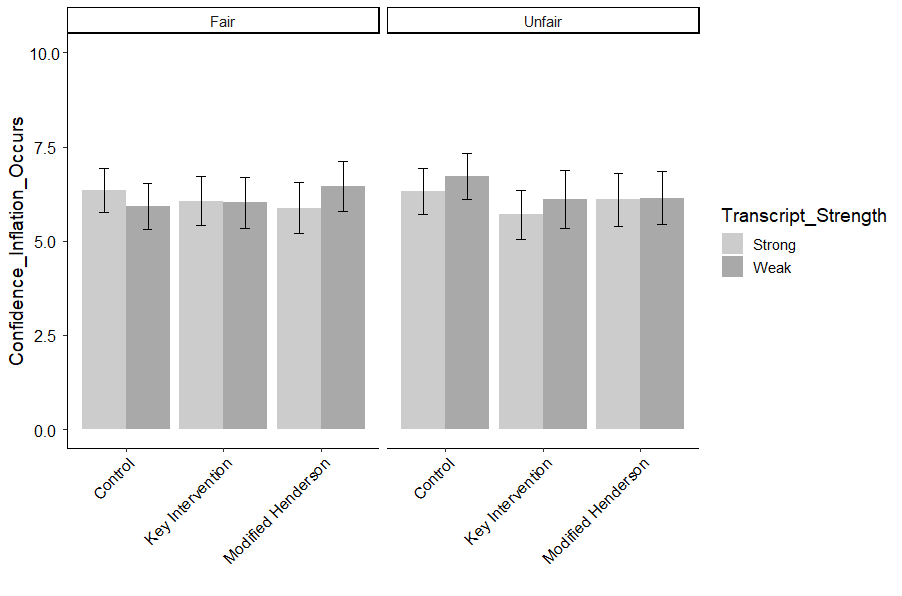 Fair
Unfair
Confidence_Inflation_Occurs
10.0
7.5
5.0
2.5
0.0
Control
Key Intervention
Modified Henderson
Control
Key Intervention
Modified Henderson
Transcript_Strength
Strong
Weak